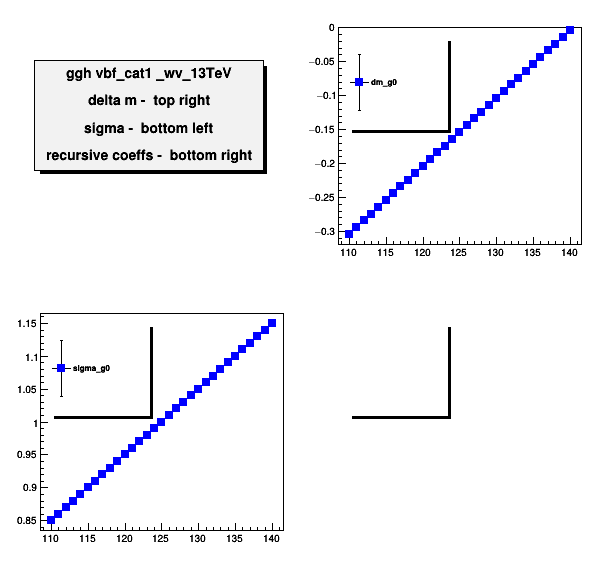 ggh vbf_cat1 _wv_13TeV
delta m - top right
sigma - bottom left
recursive coeffs - bottom right
0
−0.05
−0.1
−0.15
−0.2
−0.25
−0.3
dm_g0
110 115 120 125 130 135 140
1.15
1.1
1.05
1
0.95
0.9
0.85
sigma_g0
110 115 120 125 130 135 140